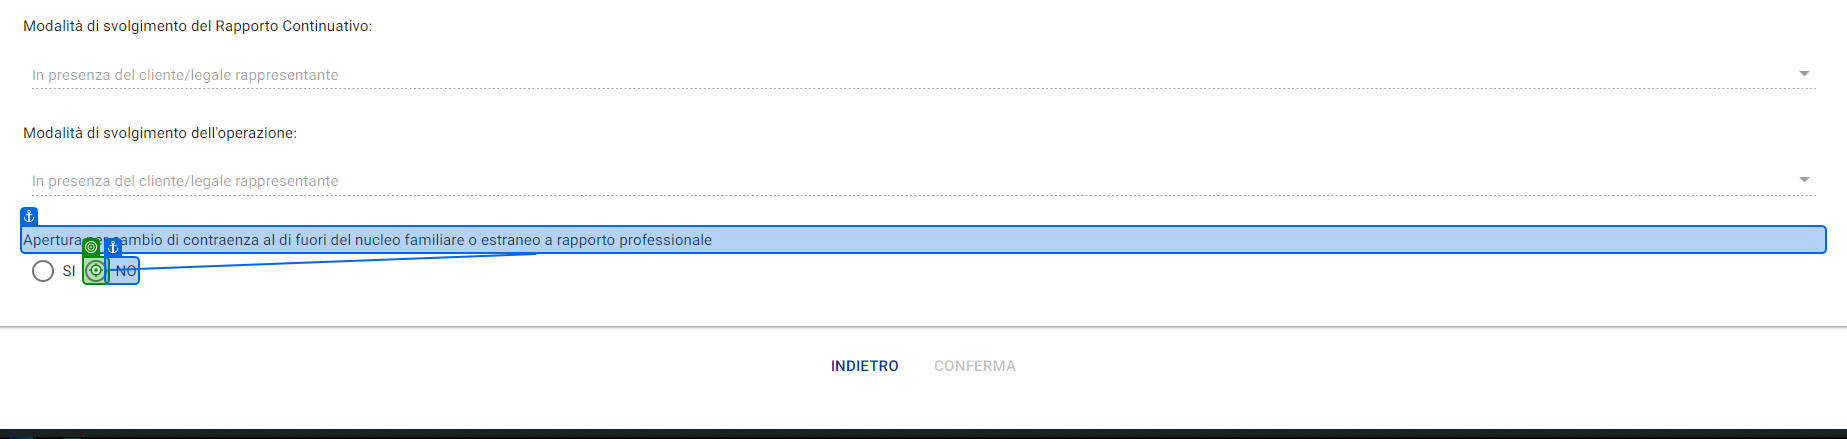 Modalità di svolgimento del Rapporto Continuativo:
In presenza del cliente/legale rappresentante
Modalità di svolgimento dell'operazione:
In presenza del cliente/legale rappresentante
Apertura per cambio di contraenza al di fuori del nucleo familiare o estraneo a rapporto professionale
SI NO
INDIETRO CONFERMA